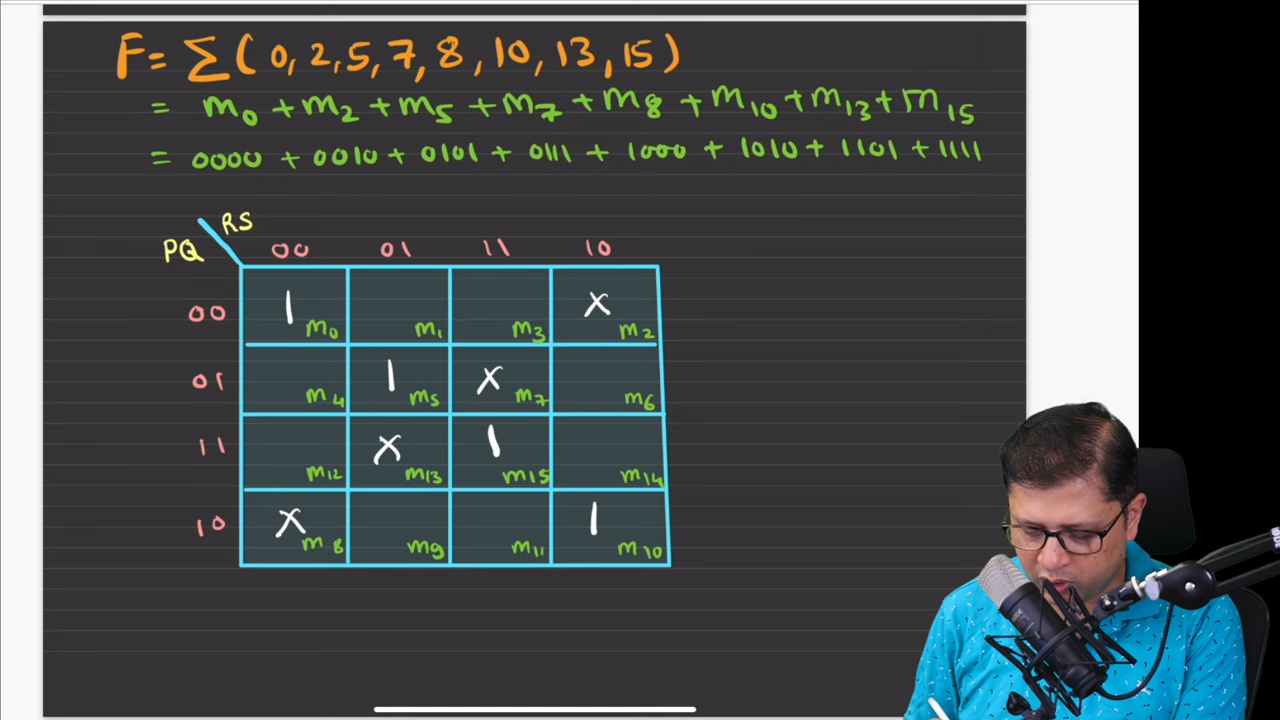 F = Σ( 0, 2, 5, 7, 8, 10, 13, 15)
= m0 + m2 + m5 + m7 + m8 + m10 + m13 + m15
= 0000 + 0010 + 0101 + 0111 + 1000 + 1010 + 1101 + 1111
RS
PQ 00 01 11 10
00 1 m0 m1 m3 x m2
01 m4 1 m5 x m7 m6
11 m12 x m13 1 m15 m14
10 x m8 m9 m11 1 m10